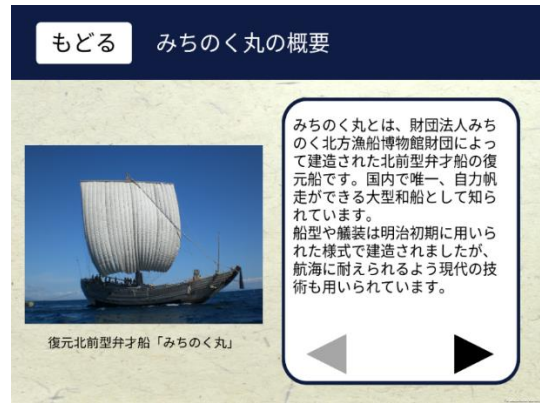 もどる
みちのく丸の概要
みちのく丸とは、財団法人みち
のく北方漁船博物館財団によっ
て建造された北前型弁才船の復
元船です。国内で唯一、自力帆
走ができる大型和船として知ら
れています。
船型や艤装は明治初期に用いら
れた様式で建造されましたが、
航海に耐えられるよう現代の技
術も用いられています。
復元北前型弁才船「みちのく丸」